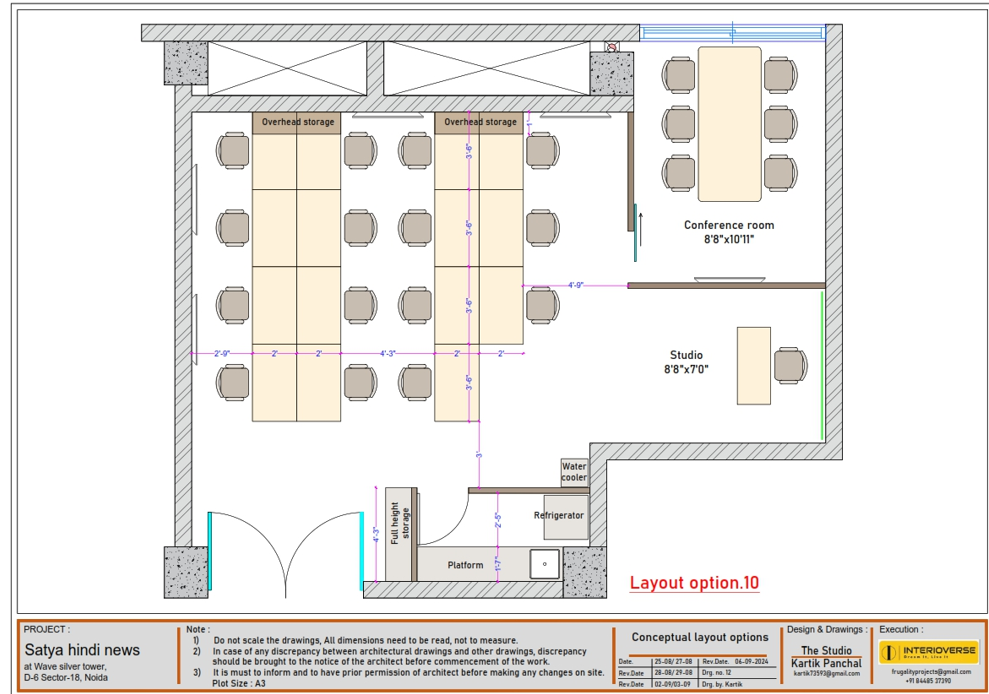 Overhead storage
Overhead storage
1'
3'-6"
3'-6"
Conference room
8'8"x10'11"
4'-9"
3'-6"
2'-9"
2'
2'
4'-3"
2'
2'
Studio
8'8"x7'0"
3'-6"
3'
Water
cooler
Full height
storage
4'-3"
2'-5"
Refrigerator
Platform
1'-7"
Layout option.10
PROJECT :
Satya hindi news
at Wave silver tower,
D-6 Sector-18, Noida
Note :
1) Do not scale the drawings, All dimensions need to be read, not to measure.
2) In case of any discrepancy between architectural drawings and other drawings, discrepancy
should be brought to the notice of the architect before commencement of the work.
3) It is must to inform and to have prior permission of architect before making any changes on site.
Plot Size : A3
Conceptual layout options
Date. 25-08/ 27-08 Rev.Date. 06-09-2024
Rev.Date 28-08/ 29-08 Drg. no. 12
Rev.Date 02-09/03-09 Drg. by. Kartik
Design & Drawings :
The Studio
Kartik Panchal
kartik73593@gmail.com
Execution :
INTERIOVERSE
Dream it, Live it
frugalityprojects@gmail.com
+91 84485 37390